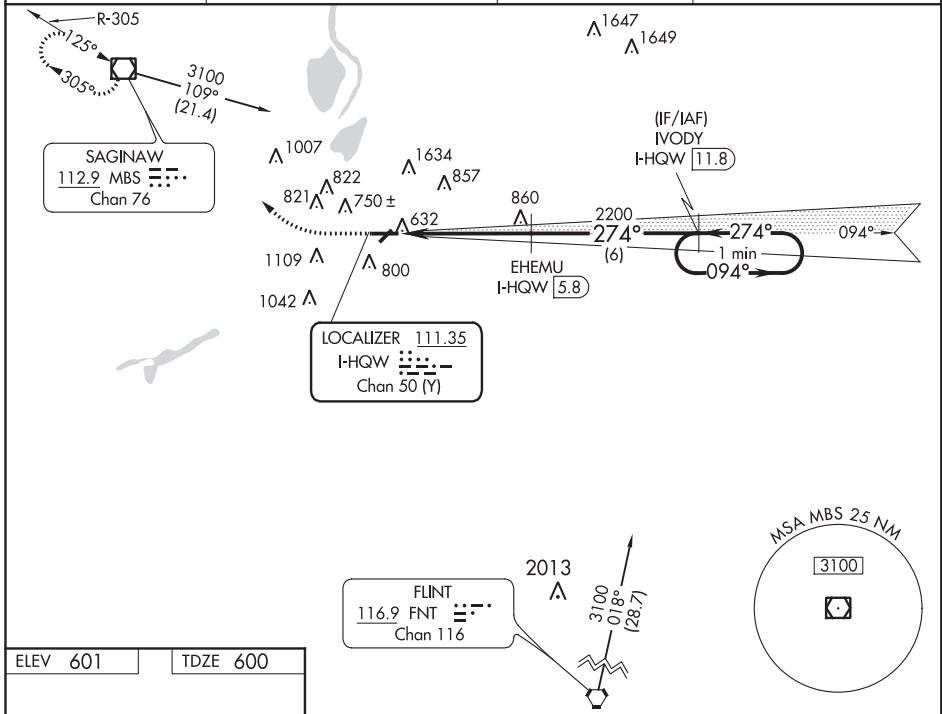 R-305
125°
305°
3100
109°
(21.4)
SAGINAW
112.9 MBS
Chan 76
1647
1649
(IF/IAF)
IVODY
I-HQW 11.8
1007
1634
822
857
821
750 ±
860
632
2200
274°
(6)
274°
094°
1 min
094°
EHEMU
I-HQW 5.8
1109
800
1042
LOCALIZER 111.35
I-HQW
Chan 50 (Y)
MSA MBS 25 NM
3100
2013
3100
018°
(28.7)
FLINT
116.9 FNT
Chan 116
ELEV 601
TDZE 600